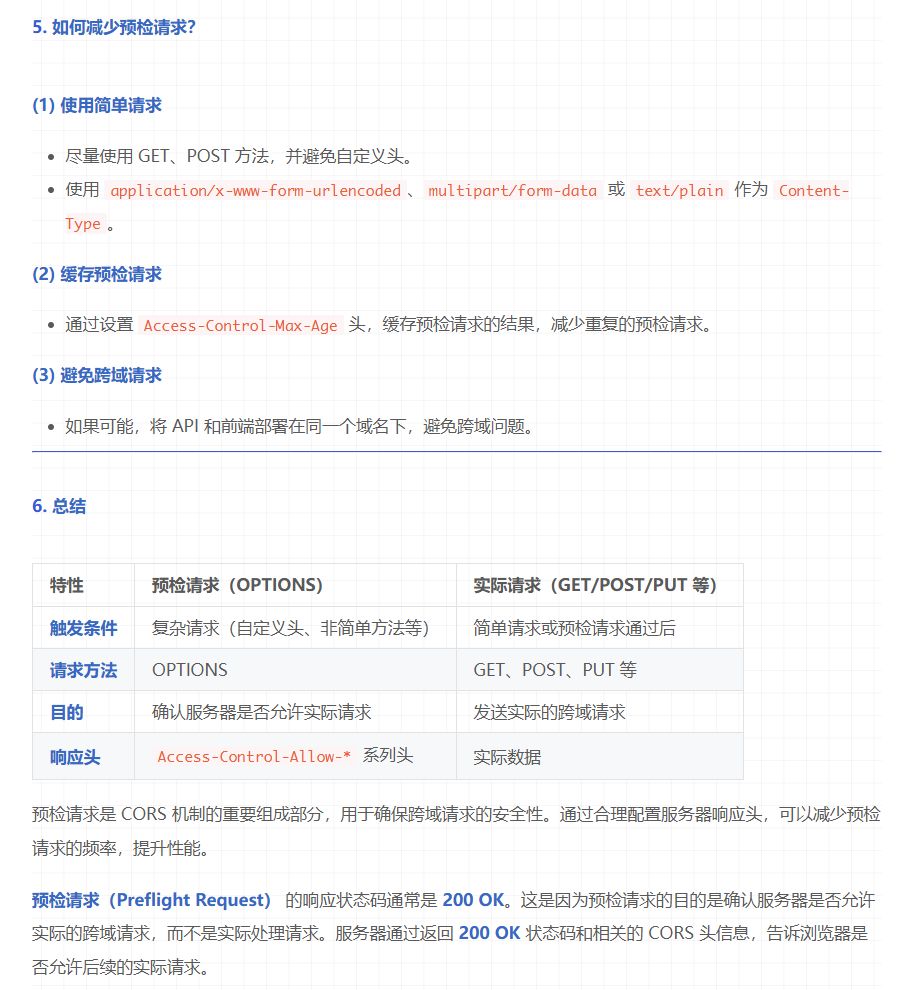 5. 如何减少预检请求?
(1) 使用简单请求
• 尽量使用 GET、POST 方法，并避免自定义头。
• 使用 application/x-www-form-urlencoded 、 multipart/form-data 或 text/plain 作为 Content-
Type 。
(2) 缓存预检请求
• 通过设置 Access-Control-Max-Age 头，缓存预检请求的结果，减少重复的预检请求。
(3) 避免跨域请求
• 如果可能，将 API 和前端部署在同一个域名下，避免跨域问题。
6. 总结
特性 预检请求（OPTIONS） 实际请求（GET/POST/PUT 等）
触发条件 复杂请求（自定义头、非简单方法等） 简单请求或预检请求通过后
请求方法 OPTIONS GET、POST、PUT 等
目的 确认服务器是否允许实际请求 发送实际的跨域请求
响应头 Access-Control-Allow-* 系列头 实际数据
预检请求是 CORS 机制的重要组成部分，用于确保跨域请求的安全性。通过合理配置服务器响应头，可以减少预检
请求的频率，提升性能。
预检请求（Preflight Request） 的响应状态码通常是 200 OK。这是因为预检请求的目的是确认服务器是否允许
实际的跨域请求，而不是实际处理请求。服务器通过返回 200 OK 状态码和相关的 CORS 头信息，告诉浏览器是
否允许后续的实际请求。